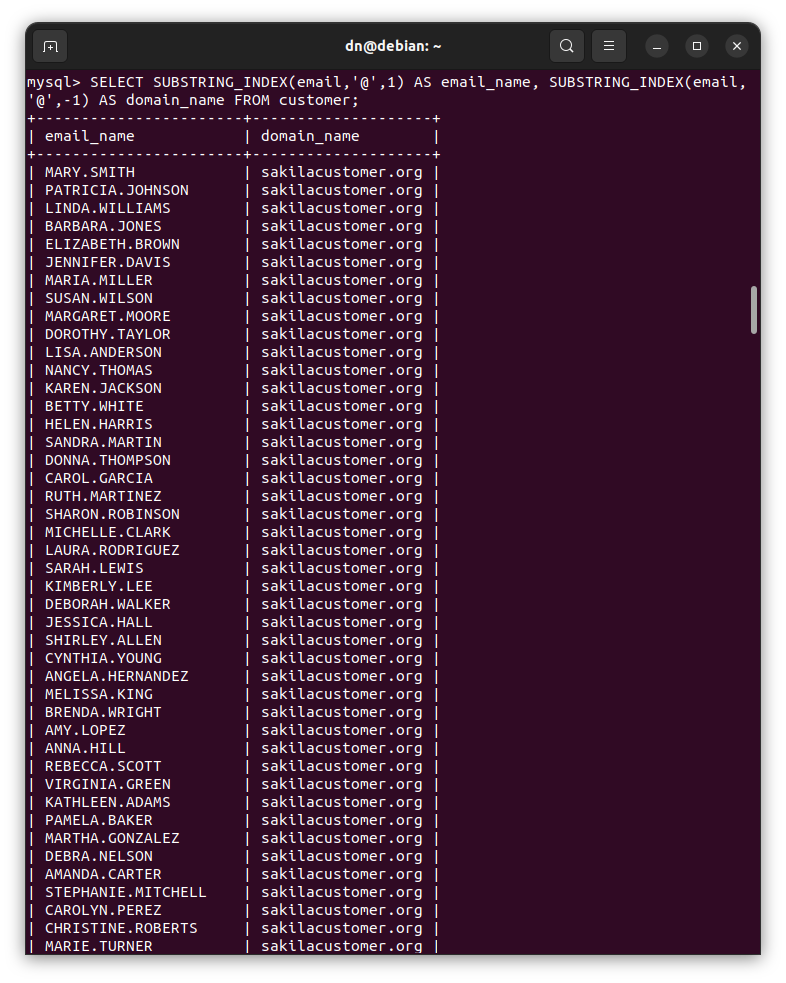 dn@debian: ~
mysql> SELECT SUBSTRING_INDEX(email,'@',1) AS email_name, SUBSTRING_INDEX(email,
'@',-1) AS domain_name FROM customer;
+-----------------------+--------------------+
| email_name            | domain_name        |
+-----------------------+--------------------+
| MARY.SMITH            | sakilacustomer.org |
| PATRICIA.JOHNSON      | sakilacustomer.org |
| LINDA.WILLIAMS        | sakilacustomer.org |
| BARBARA.JONES         | sakilacustomer.org |
| ELIZABETH.BROWN       | sakilacustomer.org |
| JENNIFER.DAVIS        | sakilacustomer.org |
| MARIA.MILLER          | sakilacustomer.org |
| SUSAN.WILSON          | sakilacustomer.org |
| MARGARET.MOORE        | sakilacustomer.org |
| DOROTHY.TAYLOR        | sakilacustomer.org |
| LISA.ANDERSON         | sakilacustomer.org |
| NANCY.THOMAS          | sakilacustomer.org |
| KAREN.JACKSON         | sakilacustomer.org |
| BETTY.WHITE           | sakilacustomer.org |
| HELEN.HARRIS          | sakilacustomer.org |
| SANDRA.MARTIN         | sakilacustomer.org |
| DONNA.THOMPSON        | sakilacustomer.org |
| CAROL.GARCIA          | sakilacustomer.org |
| RUTH.MARTINEZ         | sakilacustomer.org |
| SHARON.ROBINSON       | sakilacustomer.org |
| MICHELLE.CLARK        | sakilacustomer.org |
| LAURA.RODRIGUEZ       | sakilacustomer.org |
| SARAH.LEWIS           | sakilacustomer.org |
| KIMBERLY.LEE          | sakilacustomer.org |
| DEBORAH.WALKER        | sakilacustomer.org |
| JESSICA.HALL          | sakilacustomer.org |
| SHIRLEY.ALLEN         | sakilacustomer.org |
| CYNTHIA.YOUNG         | sakilacustomer.org |
| ANGELA.HERNANDEZ      | sakilacustomer.org |
| MELISSA.KING          | sakilacustomer.org |
| BRENDA.WRIGHT         | sakilacustomer.org |
| AMY.LOPEZ             | sakilacustomer.org |
| ANNA.HILL             | sakilacustomer.org |
| REBECCA.SCOTT         | sakilacustomer.org |
| VIRGINIA.GREEN        | sakilacustomer.org |
| KATHLEEN.ADAMS        | sakilacustomer.org |
| PAMELA.BAKER          | sakilacustomer.org |
| MARTHA.GONZALEZ       | sakilacustomer.org |
| DEBRA.NELSON          | sakilacustomer.org |
| AMANDA.CARTER         | sakilacustomer.org |
| STEPHANIE.MITCHELL    | sakilacustomer.org |
| CAROLYN.PEREZ         | sakilacustomer.org |
| CHRISTINE.ROBERTS     | sakilacustomer.org |
| MARIE.TURNER          | sakilacustomer.org |